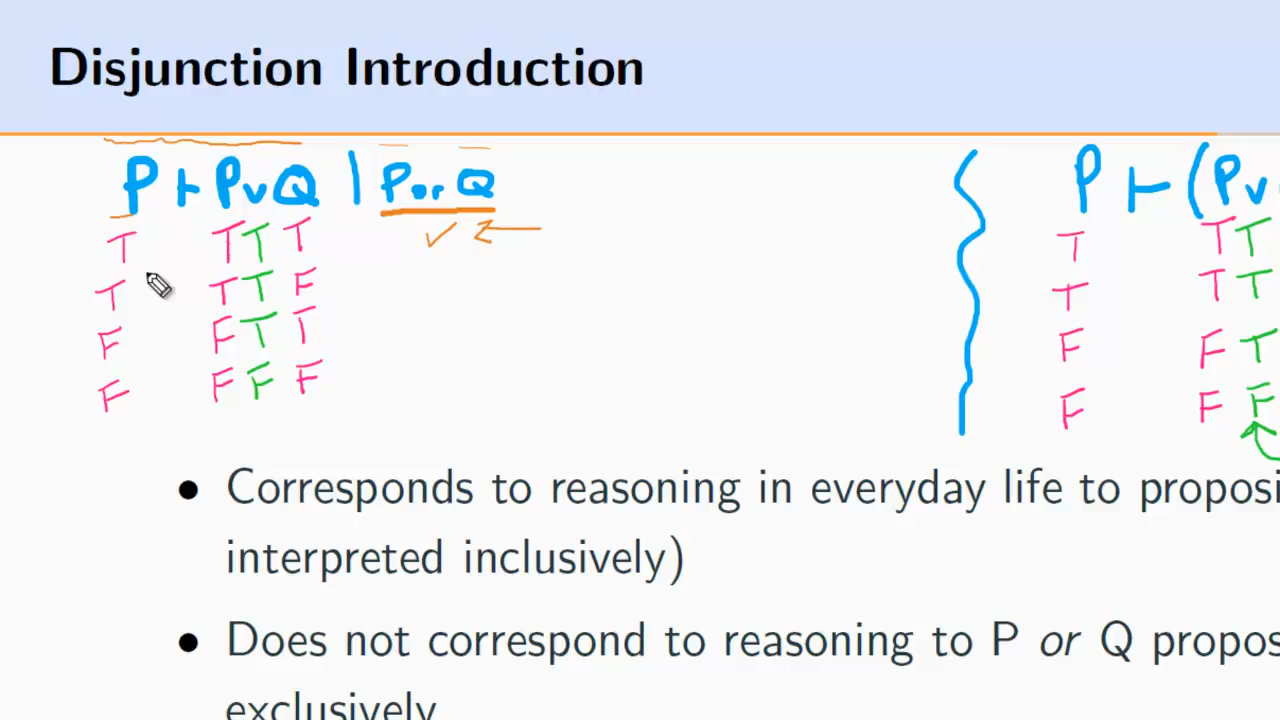 Disjunction Introduction
P ⊢ P ∨ Q | P or Q
P ⊢ (P ∨
T T T T
T T
T T T F
T T T
F F T T
F F T
F F F F
F F F
• Corresponds to reasoning in everyday life to proposi
interpreted inclusively)
• Does not correspond to reasoning to P or Q propos
exclusively